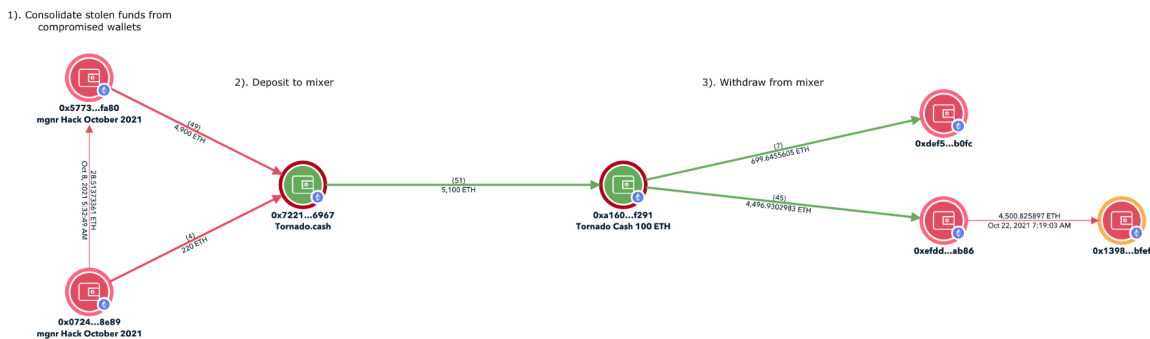 1). Consolidate stolen funds from
compromised wallets
2). Deposit to mixer
3). Withdraw from mixer
0x5773...fa80
mgnr Hack October 2021
(49)
4,900 ETH
28.51373361 ETH
Oct 8, 2021 5:32:49 AM
(4)
220 ETH
0x0724...8e89
mgnr Hack October 2021
0x7221...6967
Tornado.cash
(51)
5,100 ETH
0xa160...f291
Tornado Cash 100 ETH
(7)
699.6455605 ETH
(45)
4,496.9302983 ETH
0xdef5...b0fc
0xefdd...ab86
4,500.825897 ETH
Oct 22, 2021 7:19:03 AM
0x1398...bfef